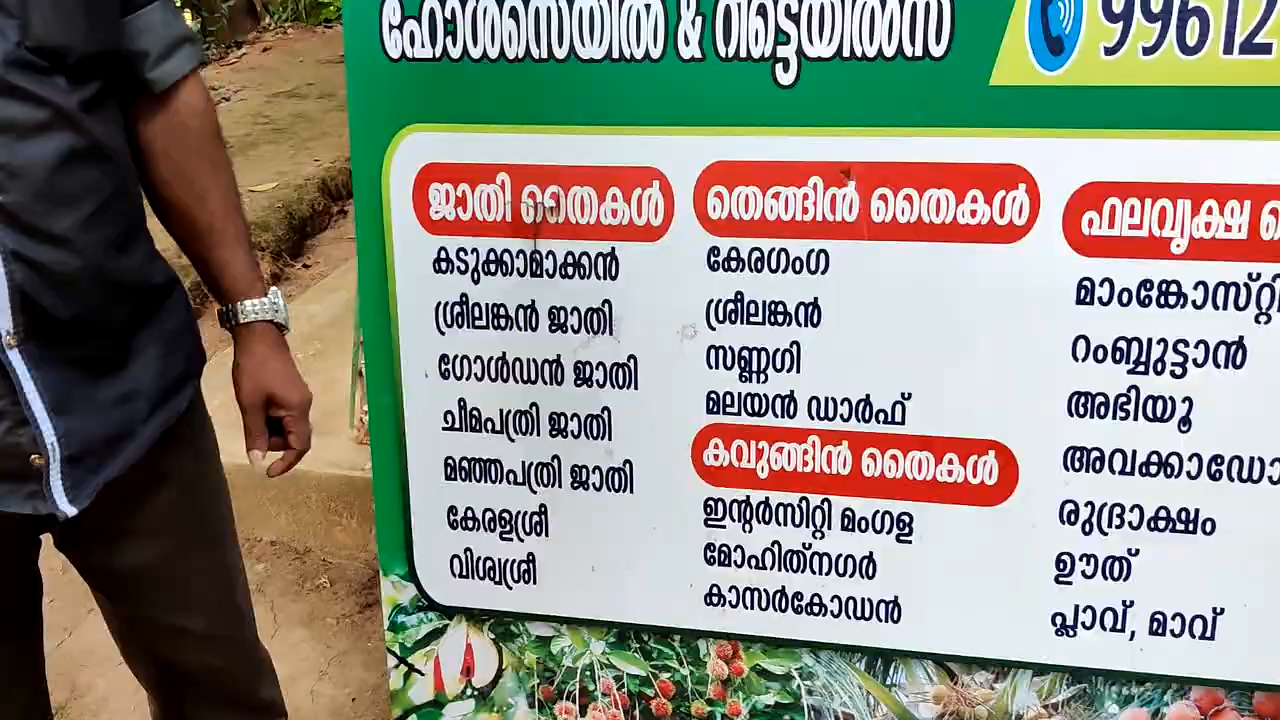 ഹോൾസെയിൽ & റിട്ടെയിൽസ്
99612
ജാതി തൈകൾ
കടുക്കാമാക്കൻ
ശ്രീലങ്കൻ ജാതി
ഗോൾഡൻ ജാതി
ചീമപത്രി ജാതി
മഞ്ഞപത്രി ജാതി
കേരളശ്രീ
വിശ്വശ്രീ
തെങ്ങിൻ തൈകൾ
കേരഗംഗ
ശ്രീലങ്കൻ
സണ്ണഗി
മലയൻ ഡാർഫ്
കവുങ്ങിൻ തൈകൾ
ഇന്റർസിറ്റി മംഗള
മോഹിത്നഗർ
കാസർകോഡൻ
ഫലവൃക്ഷ
മാംങ്കോസ്റ്റി
റംബ്ബുട്ടാൻ
അഭിയൂ
അവക്കാഡോ
രുദ്രാക്ഷം
ഊത്
പ്ലാവ്, മാവ്